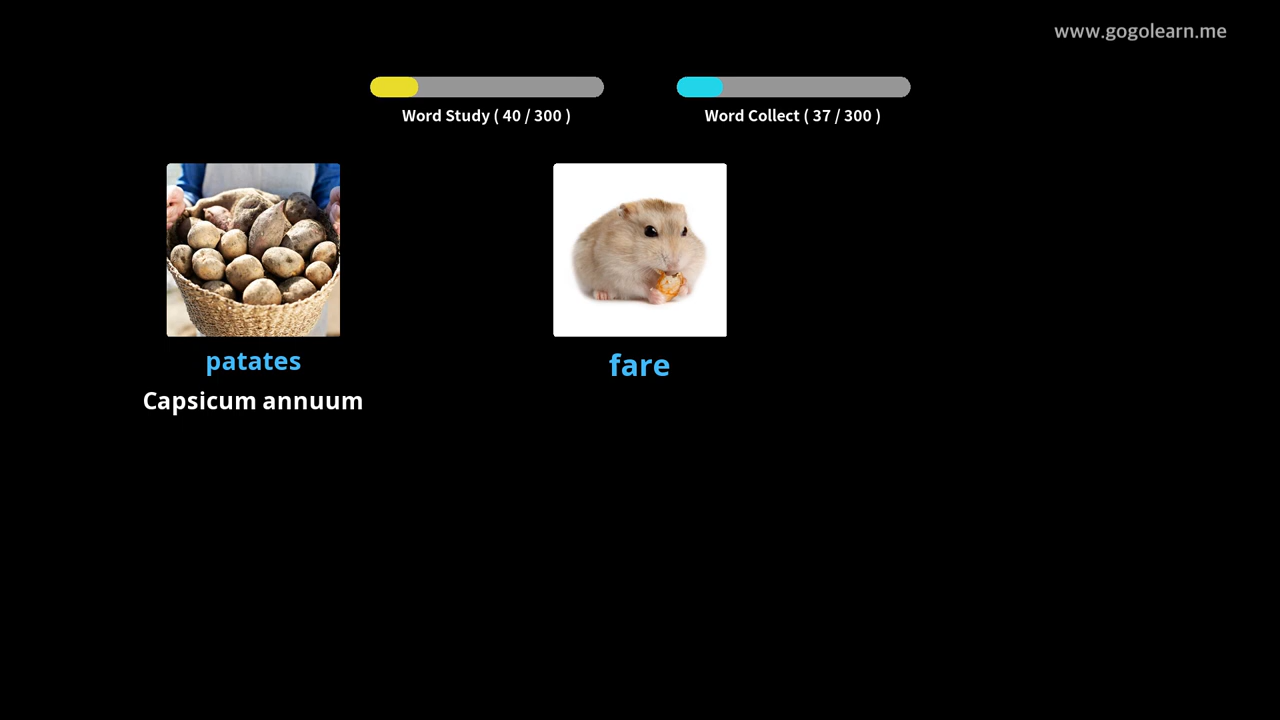 www.gogolearn.me
Word Study ( 40 / 300 )
Word Collect ( 37 / 300 )
patates
Capsicum annuum
fare